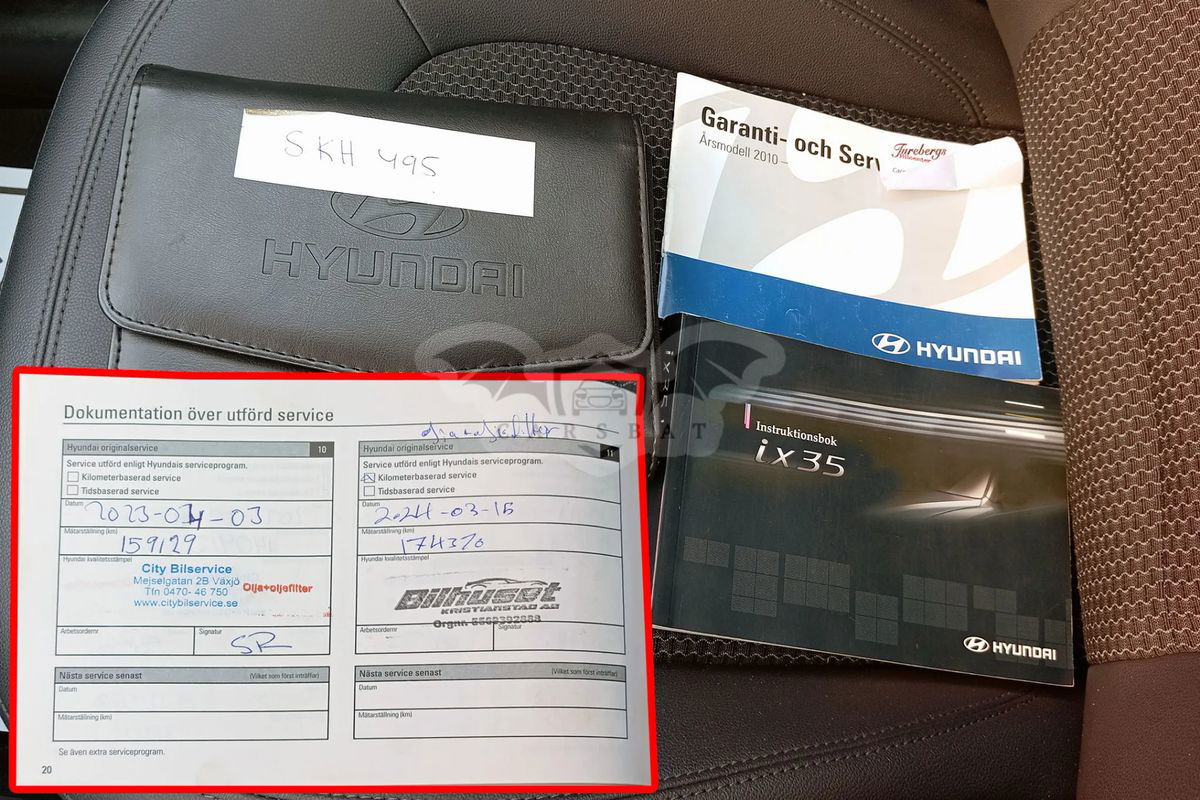 SKH 495
HYUNDAI
Garanti- och Serv
Årsmodell 2010-
Turebergs
HYUNDAI
Instruktionsbok
ix35
HYUNDAI
CARSBAT
Dokumentation över utförd service
Hyundai originalservice 10
Service utförd enligt Hyundais serviceprogram.
Kilometerbaserad service
Tidsbaserad service
Datum
2023-04-03
Mätarställning (km)
159129
Hyundai kvalitetsstämpel
City Bilservice
Mejselgatan 2B Växjö
Tfn 0470- 46 750
www.citybilservice.se
Olja+oljefilter
Arbetsordernr
Signatur
SR
Nästa service senast (Vilket som först inträffar)
Datum
Mätarställning (km)
Se även extra serviceprogram.
20
Hyundai originalservice 11
Service utförd enligt Hyundais serviceprogram.
Kilometerbaserad service
Tidsbaserad service
Datum
2024-03-15
Mätarställning (km)
174370
Hyundai kvalitetsstämpel
Bilhuset
KRISTIANSTAD AB
Orgnr.
Arbetsordernr
Signatur
Nästa service senast (Vilket som först inträffar)
Datum
Mätarställning (km)